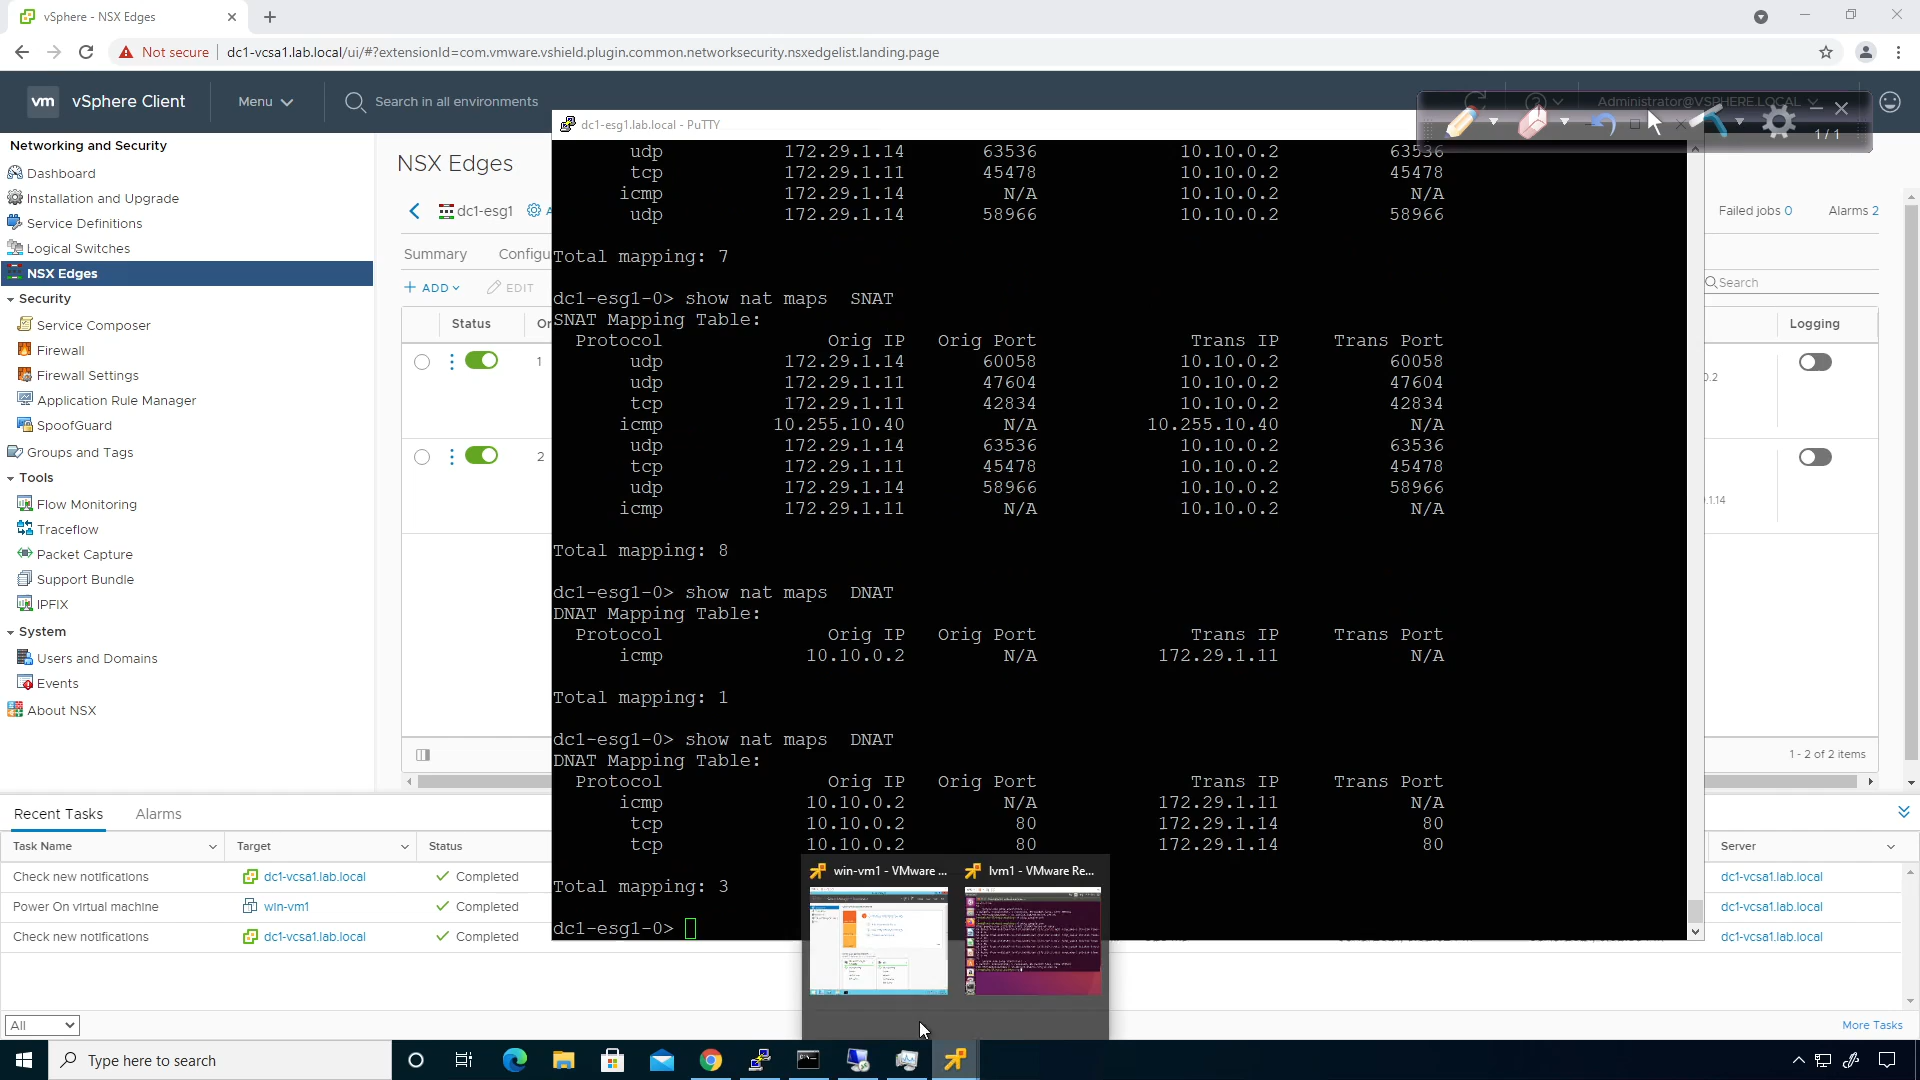 vSphere - NSX Edges
Not secure
dc1-vcsa1.lab.local/ui/#?extensionId=com.vmware.vshield.plugin.common.networksecurity.nsxedgelist.landing.page
vm vSphere Client Menu Search in all environments Administrator@VSPHERE.LOCAL
1/1
Networking and Security
Dashboard
Installation and Upgrade
Service Definitions
Logical Switches
NSX Edges
Security
Service Composer
Firewall
Firewall Settings
Application Rule Manager
SpoofGuard
Groups and Tags
Tools
Flow Monitoring
Traceflow
Packet Capture
Support Bundle
IPFIX
System
Users and Domains
Events
About NSX
NSX Edges
dc1-esg1
Failed jobs 0 Alarms 2
Summary Configu
ADD EDIT
Search
Status Or Logging
1
0.2
2
1.14
1 - 2 of 2 items
dc1-esg1.lab.local - PuTTY
udp 172.29.1.14 63536 10.10.0.2 63536
tcp 172.29.1.11 45478 10.10.0.2 45478
icmp 172.29.1.14 N/A 10.10.0.2 N/A
udp 172.29.1.14 58966 10.10.0.2 58966
Total mapping: 7
dc1-esg1-0> show nat maps SNAT
SNAT Mapping Table:
Protocol Orig IP Orig Port Trans IP Trans Port
udp 172.29.1.14 60058 10.10.0.2 60058
udp 172.29.1.11 47604 10.10.0.2 47604
tcp 172.29.1.11 42834 10.10.0.2 42834
icmp 10.255.10.40 N/A 10.255.10.40 N/A
udp 172.29.1.14 63536 10.10.0.2 63536
tcp 172.29.1.11 45478 10.10.0.2 45478
udp 172.29.1.14 58966 10.10.0.2 58966
icmp 172.29.1.11 N/A 10.10.0.2 N/A
Total mapping: 8
dc1-esg1-0> show nat maps DNAT
DNAT Mapping Table:
Protocol Orig IP Orig Port Trans IP Trans Port
icmp 10.10.0.2 N/A 172.29.1.11 N/A
Total mapping: 1
dc1-esg1-0> show nat maps DNAT
DNAT Mapping Table:
Protocol Orig IP Orig Port Trans IP Trans Port
icmp 10.10.0.2 N/A 172.29.1.11 N/A
tcp 10.10.0.2 80 172.29.1.14 80
tcp 10.10.0.2 80 172.29.1.14 80
Total mapping: 3
dc1-esg1-0>
win-vm1 - VMware ... lvm1 - VMware Re...
Recent Tasks Alarms
Task Name Target Status Server
Check new notifications dc1-vcsa1.lab.local Completed dc1-vcsa1.lab.local
Power On virtual machine win-vm1 Completed dc1-vcsa1.lab.local
Check new notifications dc1-vcsa1.lab.local Completed dc1-vcsa1.lab.local
All More Tasks
Type here to search